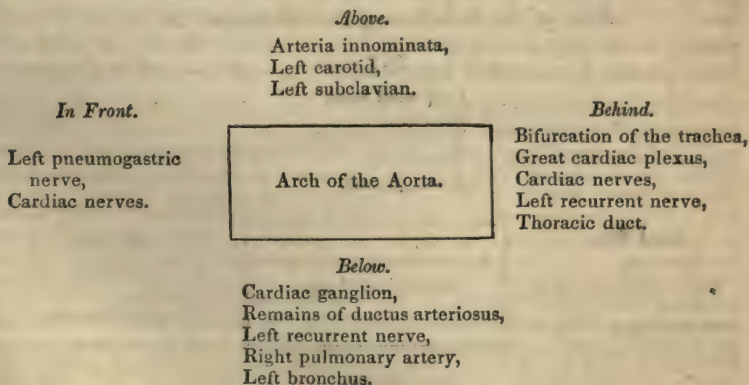 Above.
Arteria innominata,
Left carotid,
Left subclavian.
In Front.
Left pneumogastric
nerve,
Cardiac nerves.
Arch of the Aorta.
Behind.
Bifurcation of the trachea,
Great cardiac plexus,
Cardiac nerves,
Left recurrent nerve,
Thoracic duct.
Below.
Cardiac ganglion,
Remains of ductus arteriosus,
Left recurrent nerve,
Right pulmonary artery,
Left bronchus.